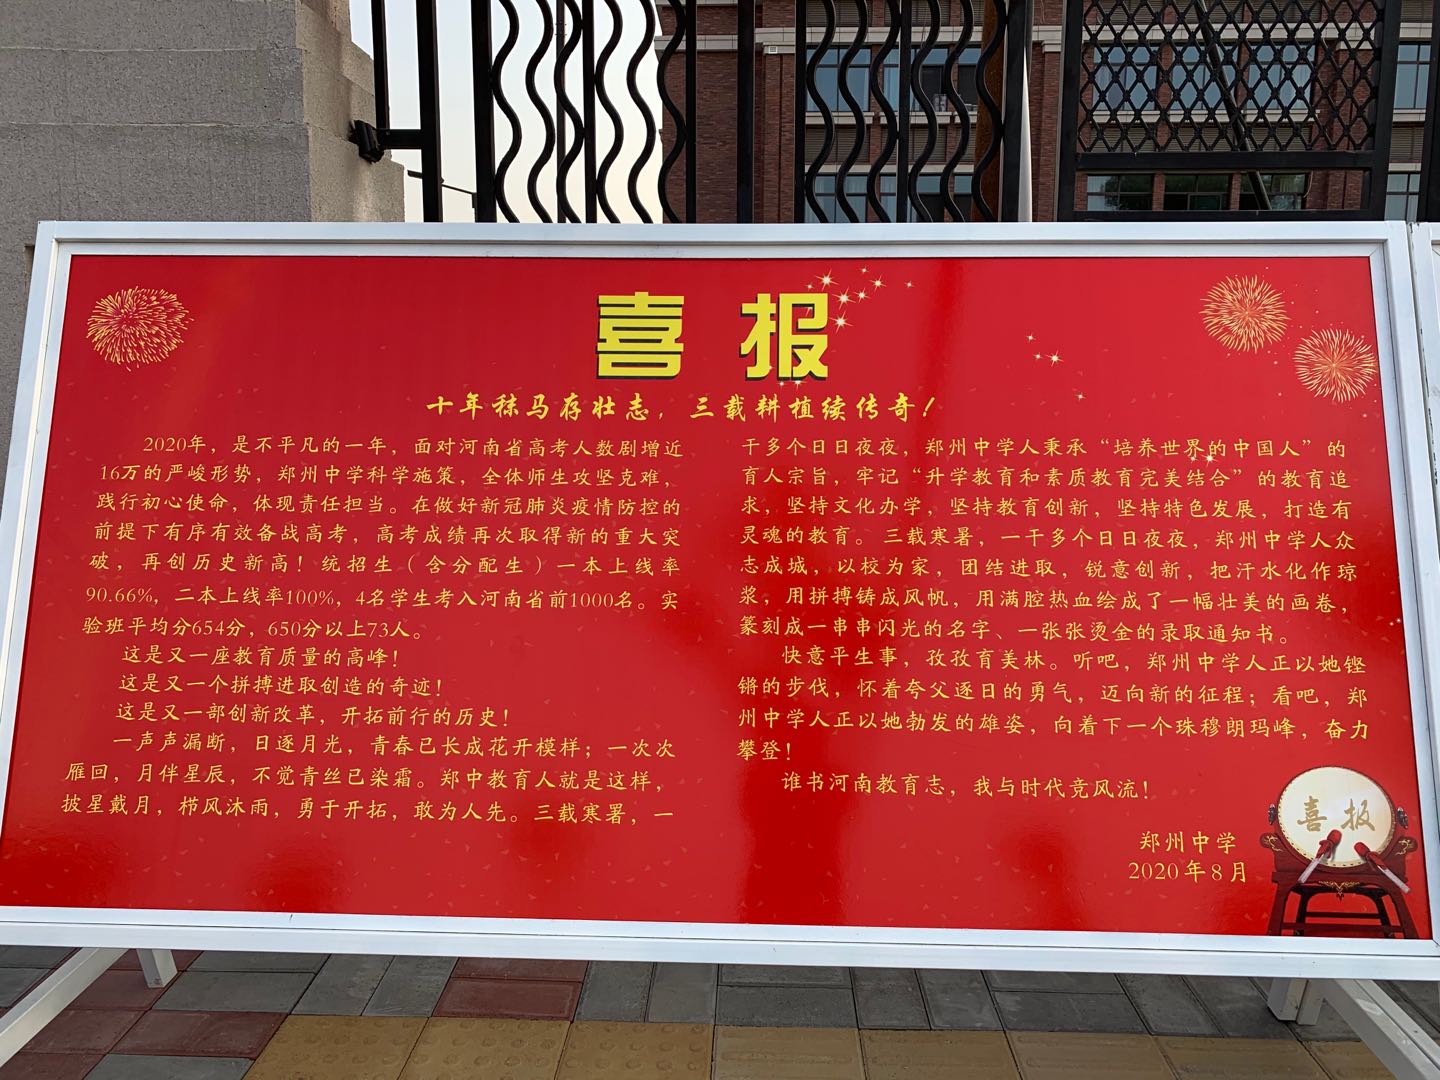 喜报
十年秣马存壮志，三载耕植续传奇！
2020年，是不平凡的一年，面对河南省高考人数剧增近
16万的严峻形势，郑州中学科学施策，全体师生攻坚克难，
践行初心使命，体现责任担当。在做好新冠肺炎疫情防控的
前提下有序有效备战高考，高考成绩再次取得新的重大突
破，再创历史新高！统招生（含分配生）一本上线率
90.66%，二本上线率100%，4名学生考入河南省前1000名。实
验班平均分654分，650分以上73人。
这是又一座教育质量的高峰！
这是又一个拼搏进取创造的奇迹！
这是又一部创新改革，开拓前行的历史！
一声声漏断，日逐月光，青春已长成花开模样；一次次
雁回，月伴星辰，不觉青丝已染霜。郑中教育人就是这样，
披星戴月，栉风沐雨，勇于开拓，敢为人先。三载寒暑，一
千多个日日夜夜，郑州中学人秉承“培养世界的中国人”的
育人宗旨，牢记“升学教育和素质教育完美结合”的教育追
求，坚持文化办学，坚持教育创新，坚持特色发展，打造有
灵魂的教育。三载寒暑，一千多个日日夜夜，郑州中学人众
志成城，以校为家，团结进取，锐意创新，把汗水化作琼
浆，用拼搏铸成风帆，用满腔热血绘成了一幅壮美的画卷，
篆刻成一串串闪光的名字、一张张烫金的录取通知书。
快意平生事，孜孜育美林。听吧，郑州中学人正以她铿
锵的步伐，怀着夸父逐日的勇气，迈向新的征程；看吧，郑
州中学人正以她勃发的雄姿，向着下一个珠穆朗玛峰，奋力
攀登！
谁书河南教育志，我与时代竞风流！
郑州中学
2020年8月
喜报